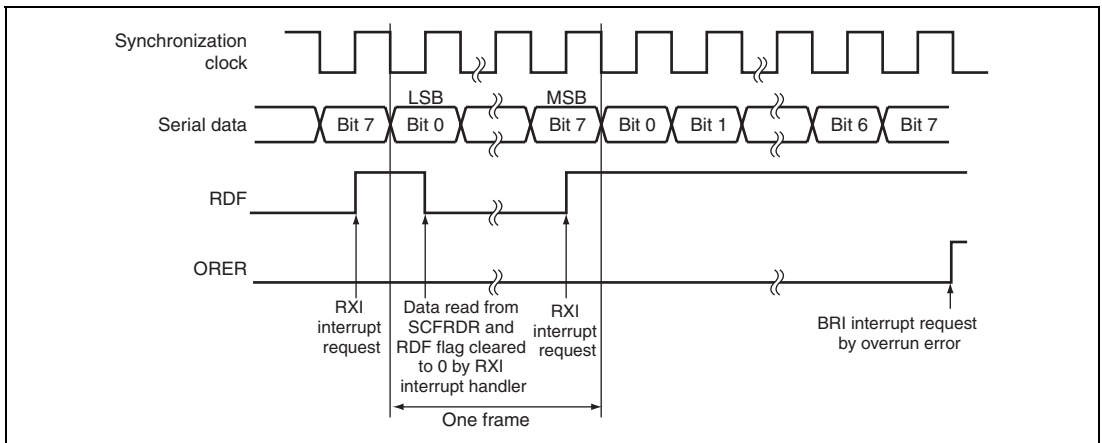 Synchronization
clock
LSB
MSB
Serial data
Bit 7
Bit 0
Bit 7
Bit 0
Bit 1
Bit 6
Bit 7
RDF
ORER
RXI
interrupt
request
Data read from
SCFRDR and
RDF flag cleared
to 0 by RXI
interrupt handler
RXI
interrupt
request
BRI interrupt request
by overrun error
One frame